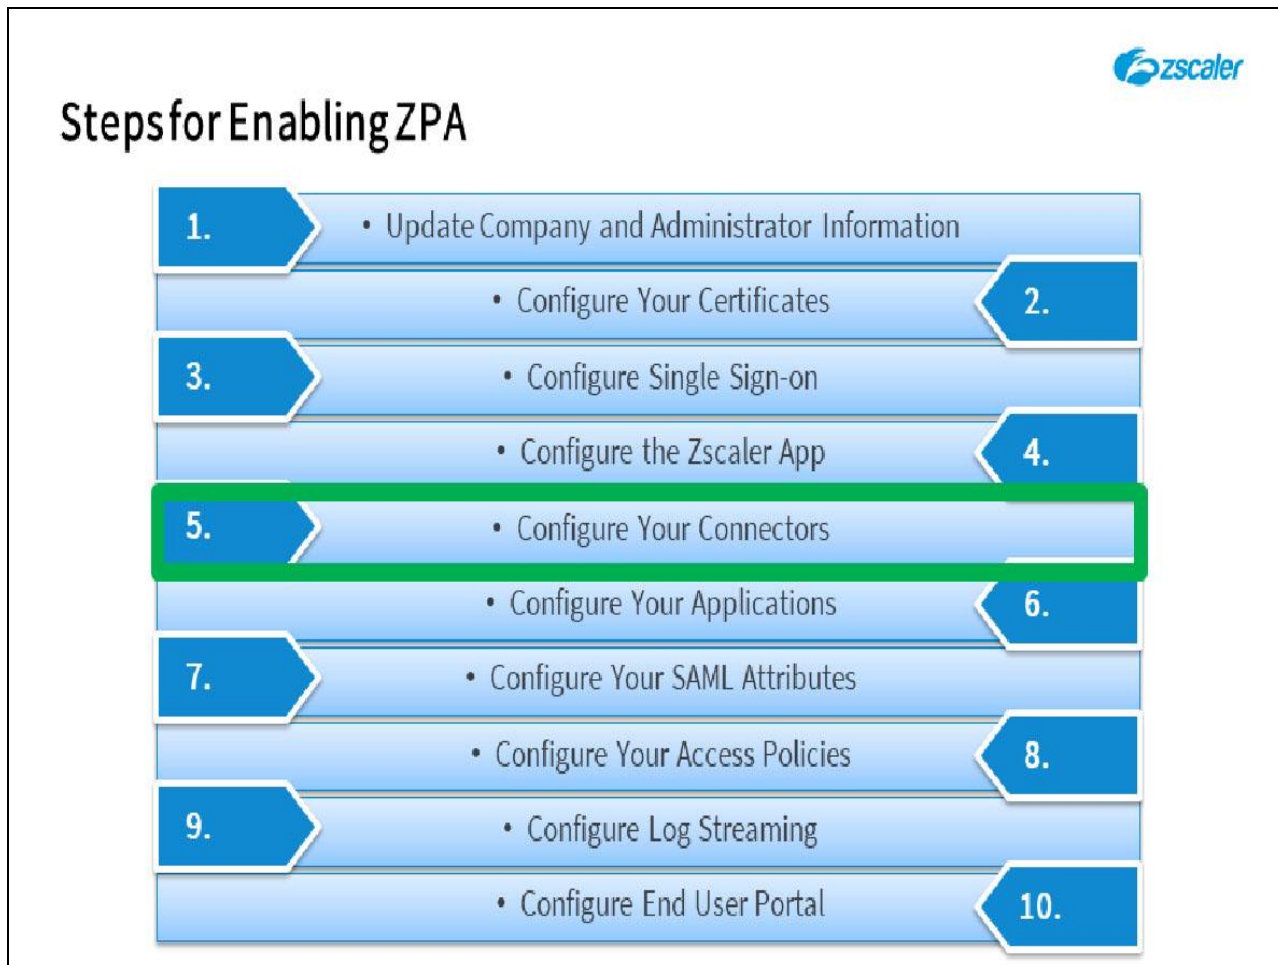 zscaler
Steps for Enabling ZPA
1.
• Update Company and Administrator Information
• Configure Your Certificates
2.
3.
• Configure Single Sign-on
• Configure the Zscaler App
4.
5.
• Configure Your Connectors
• Configure Your Applications
6.
7.
• Configure Your SAML Attributes
• Configure Your Access Policies
8.
9.
• Configure Log Streaming
• Configure End User Portal
10.